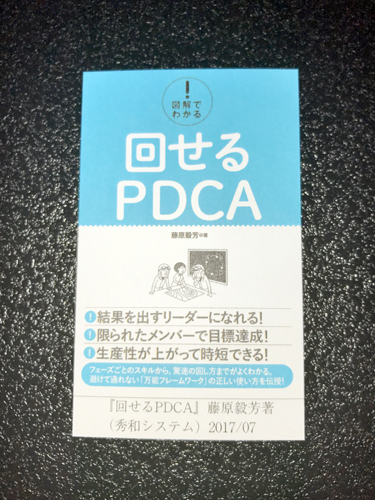 !
図解で
わかる
回せる
PDCA
藤原毅芳 ※著
! 結果を出すリーダーになれる!
! 限られたメンバーで目標達成!
! 生産性が上がって時短できる!
フェーズごとのスキルから、緊速の回し方までがよくわかる。
避けて通れない「万能フレームワーク」の正しい使い方を伝授!
『回せるPDCA』 藤原毅芳著
(秀和システム) 2017/07